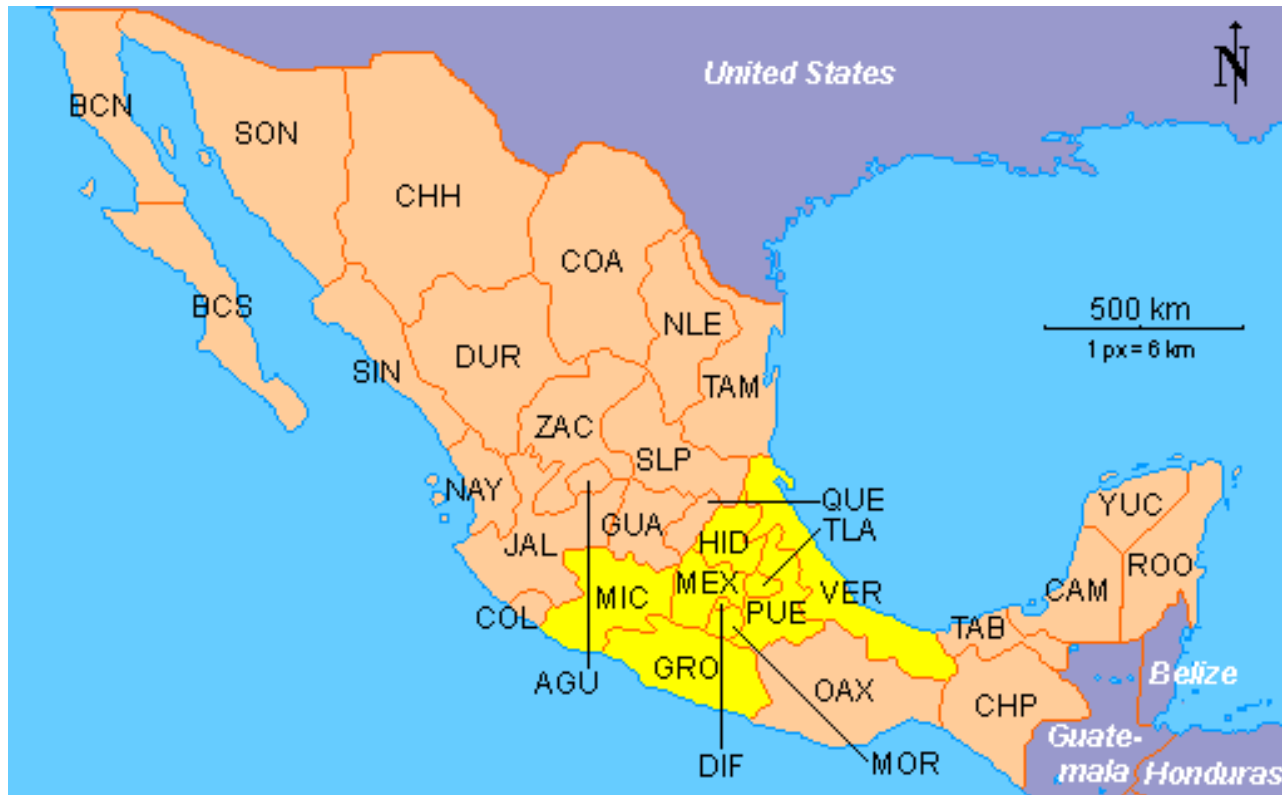 United States
N
BCN
SON
CHH
COA
BCS
500 km
NLE
1 px = 6 km
DUR
SIN
TAM
ZAC
SLP
NAY
QUE
YUC
GUA
TLA
JAL
HID
ROO
MEX
CAM
MIC
VER
COL
PUE
TAB
GRO
AGU
OAX
Belize
CHP
DIF
MOR
Guate-
mala
Honduras